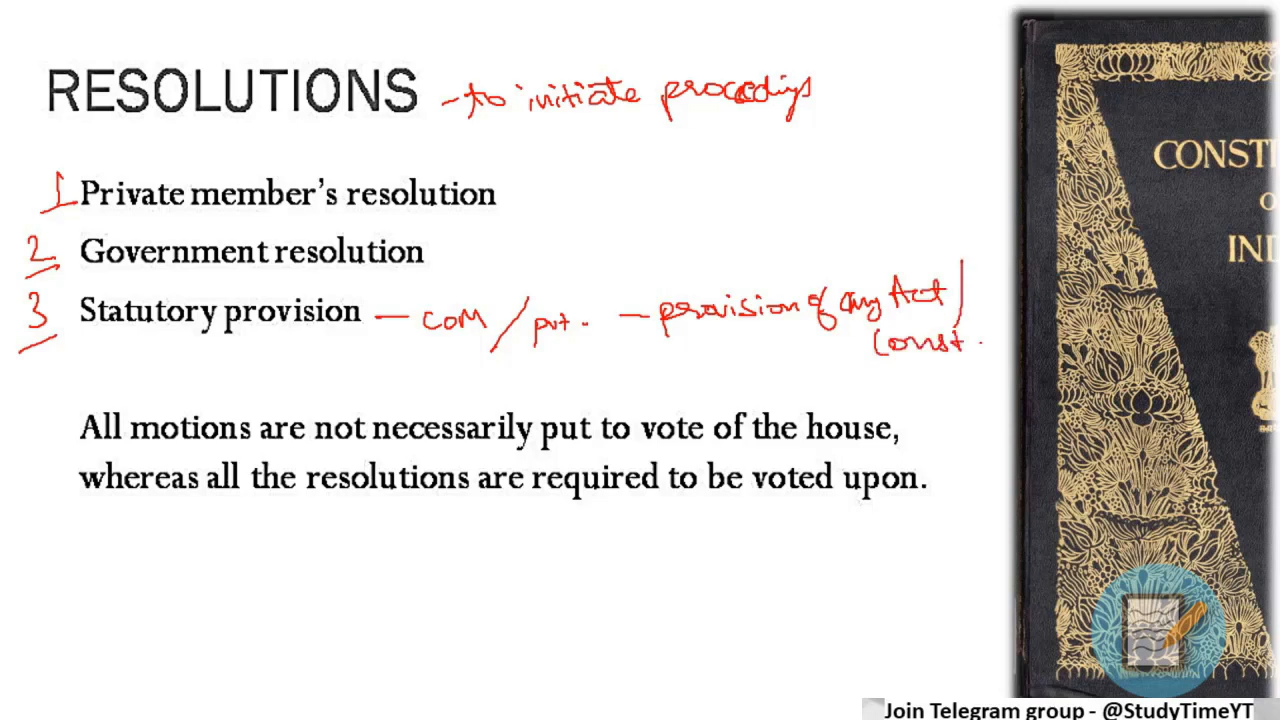 RESOLUTIONS - to initiate proceedings
1 Private member's resolution
2. Government resolution
3 Statutory provision - com / pvt. - provision of any Act /
Const.
All motions are not necessarily put to vote of the house,
whereas all the resolutions are required to be voted upon.
CONSTI
O
IND
Join Telegram group - @StudyTimeYT